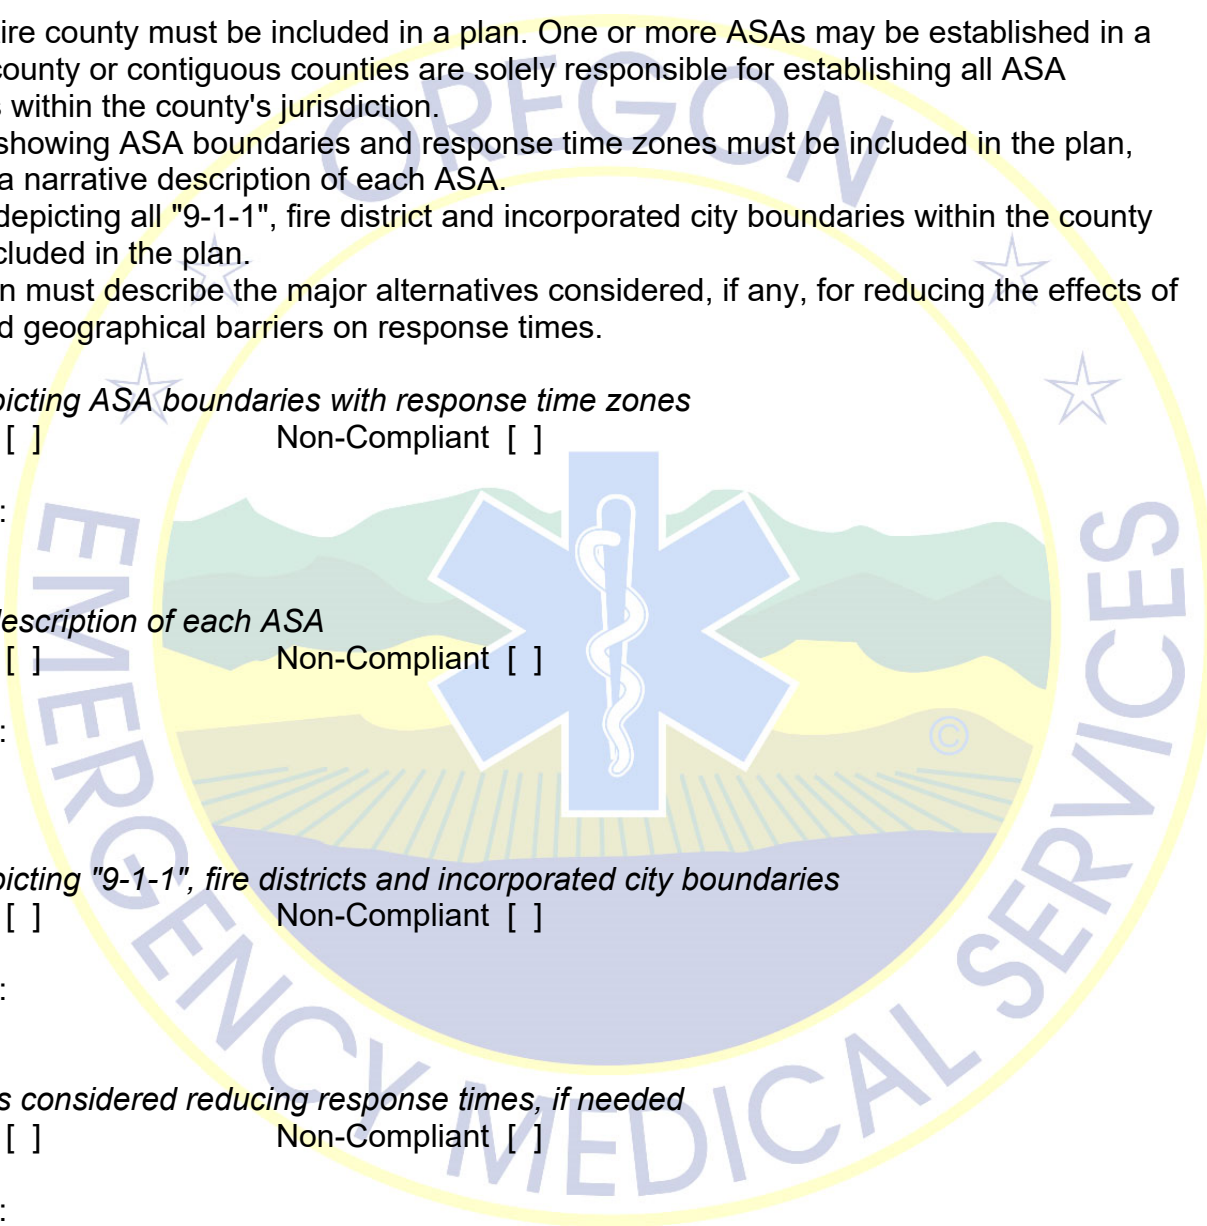 ire county must be included in a plan. One or more ASAs may be established in a
county or contiguous counties are solely responsible for establishing all ASA
s within the county's jurisdiction.
showing ASA boundaries and response time zones must be included in the plan,
a narrative description of each ASA.
depicting all "9-1-1", fire district and incorporated city boundaries within the county
cluded in the plan.
n must describe the major alternatives considered, if any, for reducing the effects of
d geographical barriers on response times.
picting ASA boundaries with response time zones
[ ] Non-Compliant [ ]
:
description of each ASA
[ ] Non-Compliant [ ]
:
picting "9-1-1", fire districts and incorporated city boundaries
[ ] Non-Compliant [ ]
:
s considered reducing response times, if needed
[ ] Non-Compliant [ ]
:
OREGON
EMERGENCY MEDICAL SERVICES
©